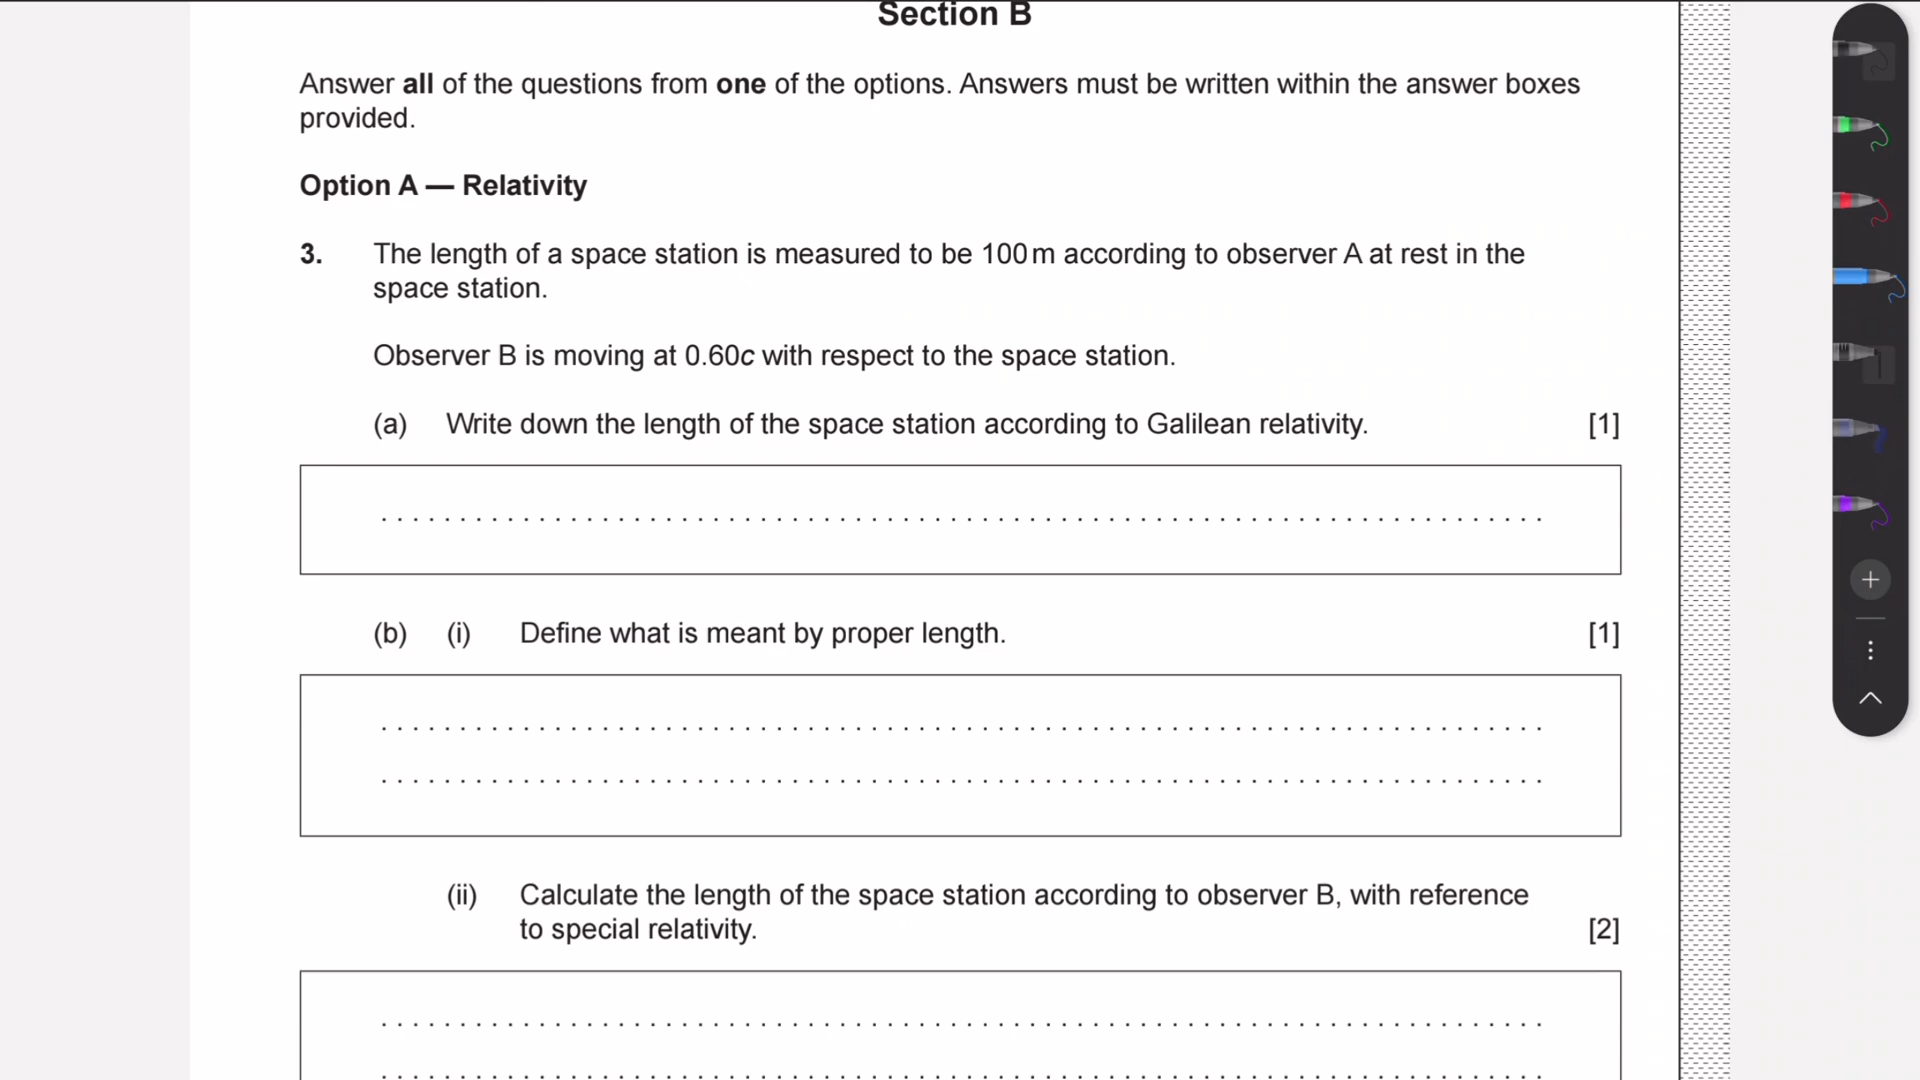 Section B
Answer all of the questions from one of the options. Answers must be written within the answer boxes
provided.
Option A — Relativity
3. The length of a space station is measured to be 100 m according to observer A at rest in the
space station.
Observer B is moving at 0.60c with respect to the space station.
(a) Write down the length of the space station according to Galilean relativity. [1]
(b) (i) Define what is meant by proper length. [1]
(ii) Calculate the length of the space station according to observer B, with reference
to special relativity. [2]